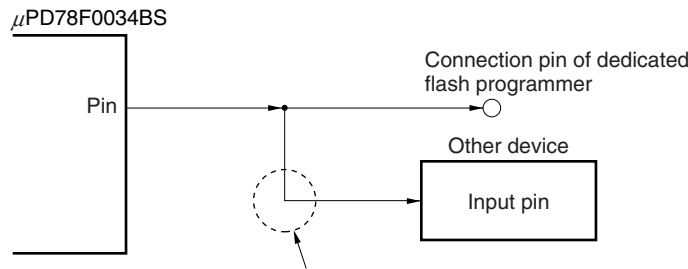 μPD78F0034BS
Connection pin of dedicated
flash programmer
Pin
Other device
Input pin